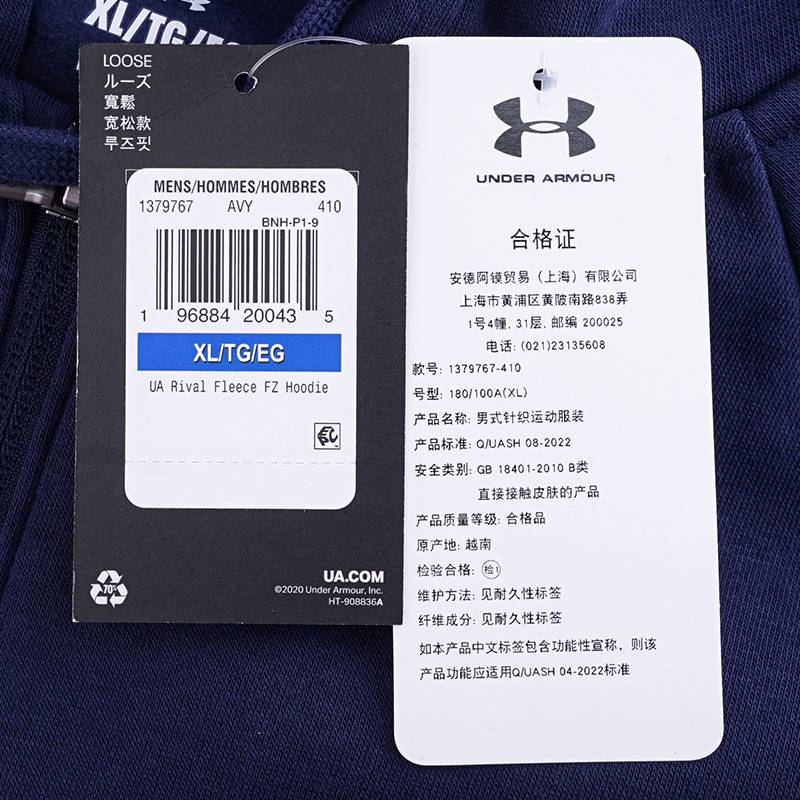 XL/TG/EG
LOOSE
ルーズ
寬鬆
宽松款
루즈핏
MENS/HOMMES/HOMBRES
1379767 AVY 410
BNH-P1-9
1 96884 20043 5
XL/TG/EG
UA Rival Fleece FZ Hoodie
EPC
70%
UA.COM
©2020 Under Armour, Inc.
HT-908836A
UNDER ARMOUR
合格证
安德阿镆贸易（上海）有限公司
上海市黄浦区黄陂南路838弄
1号4幢, 31层, 邮编 200025
电话: (021)23135608
款号: 1379767-410
号型: 180/100A(XL)
产品名称: 男式针织运动服装
产品标准: Q/UASH 08-2022
安全类别: GB 18401-2010 B类
直接接触皮肤的产品
产品质量等级: 合格品
原产地: 越南
检验合格: 检1
维护方法: 见耐久性标签
纤维成分: 见耐久性标签
如本产品中文标签包含功能性宣称，则该
产品功能应适用Q/UASH 04-2022标准